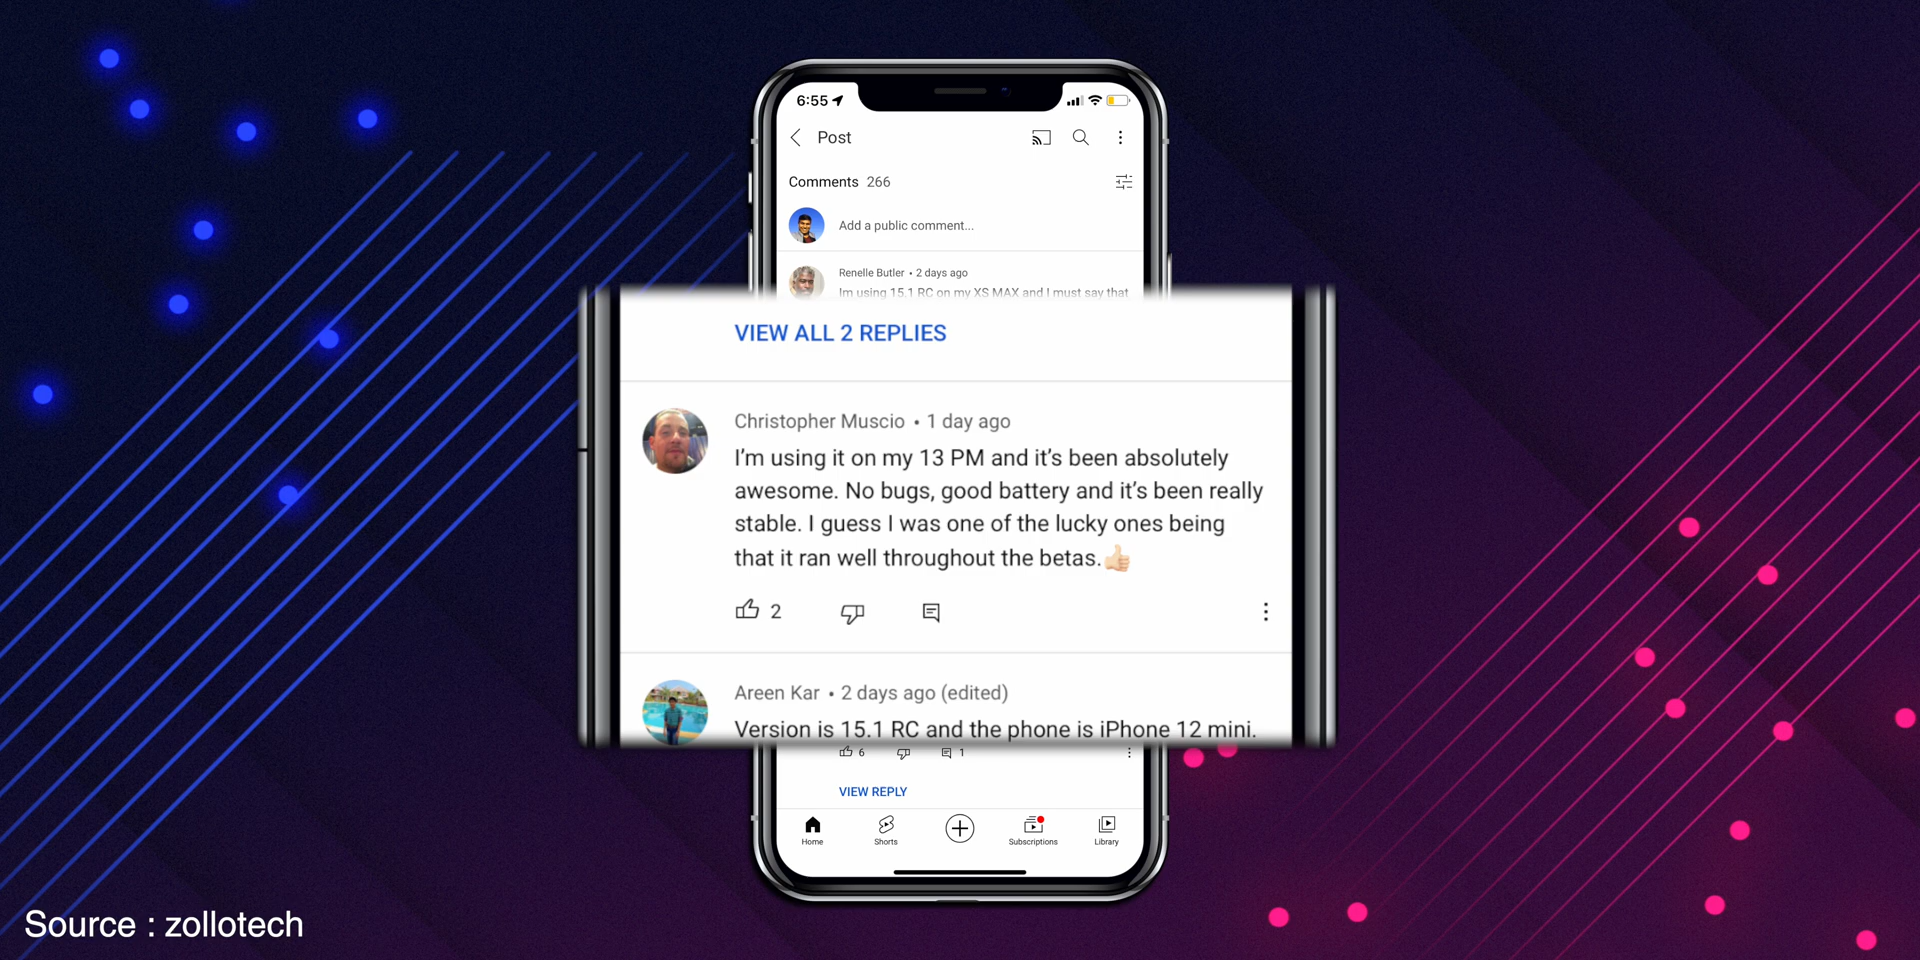 6:55
Post
Comments 266
Add a public comment...
Renelle Butler • 2 days ago
Im using 15.1 RC on my XS MAX and I must say that
VIEW ALL 2 REPLIES
Christopher Muscio • 1 day ago
I'm using it on my 13 PM and it's been absolutely
awesome. No bugs, good battery and it's been really
stable. I guess I was one of the lucky ones being
that it ran well throughout the betas.👍🏻
2
Areen Kar • 2 days ago (edited)
Version is 15.1 RC and the phone is iPhone 12 mini.
6 1
VIEW REPLY
Home Shorts Subscriptions Library
Source : zollotech